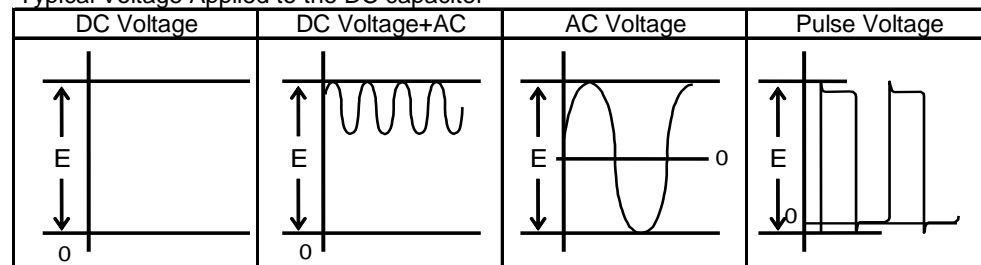 Typical Voltage Applied to the DC capacitor
DC Voltage DC Voltage+AC AC Voltage Pulse Voltage
E E E 0 E
0
0 0